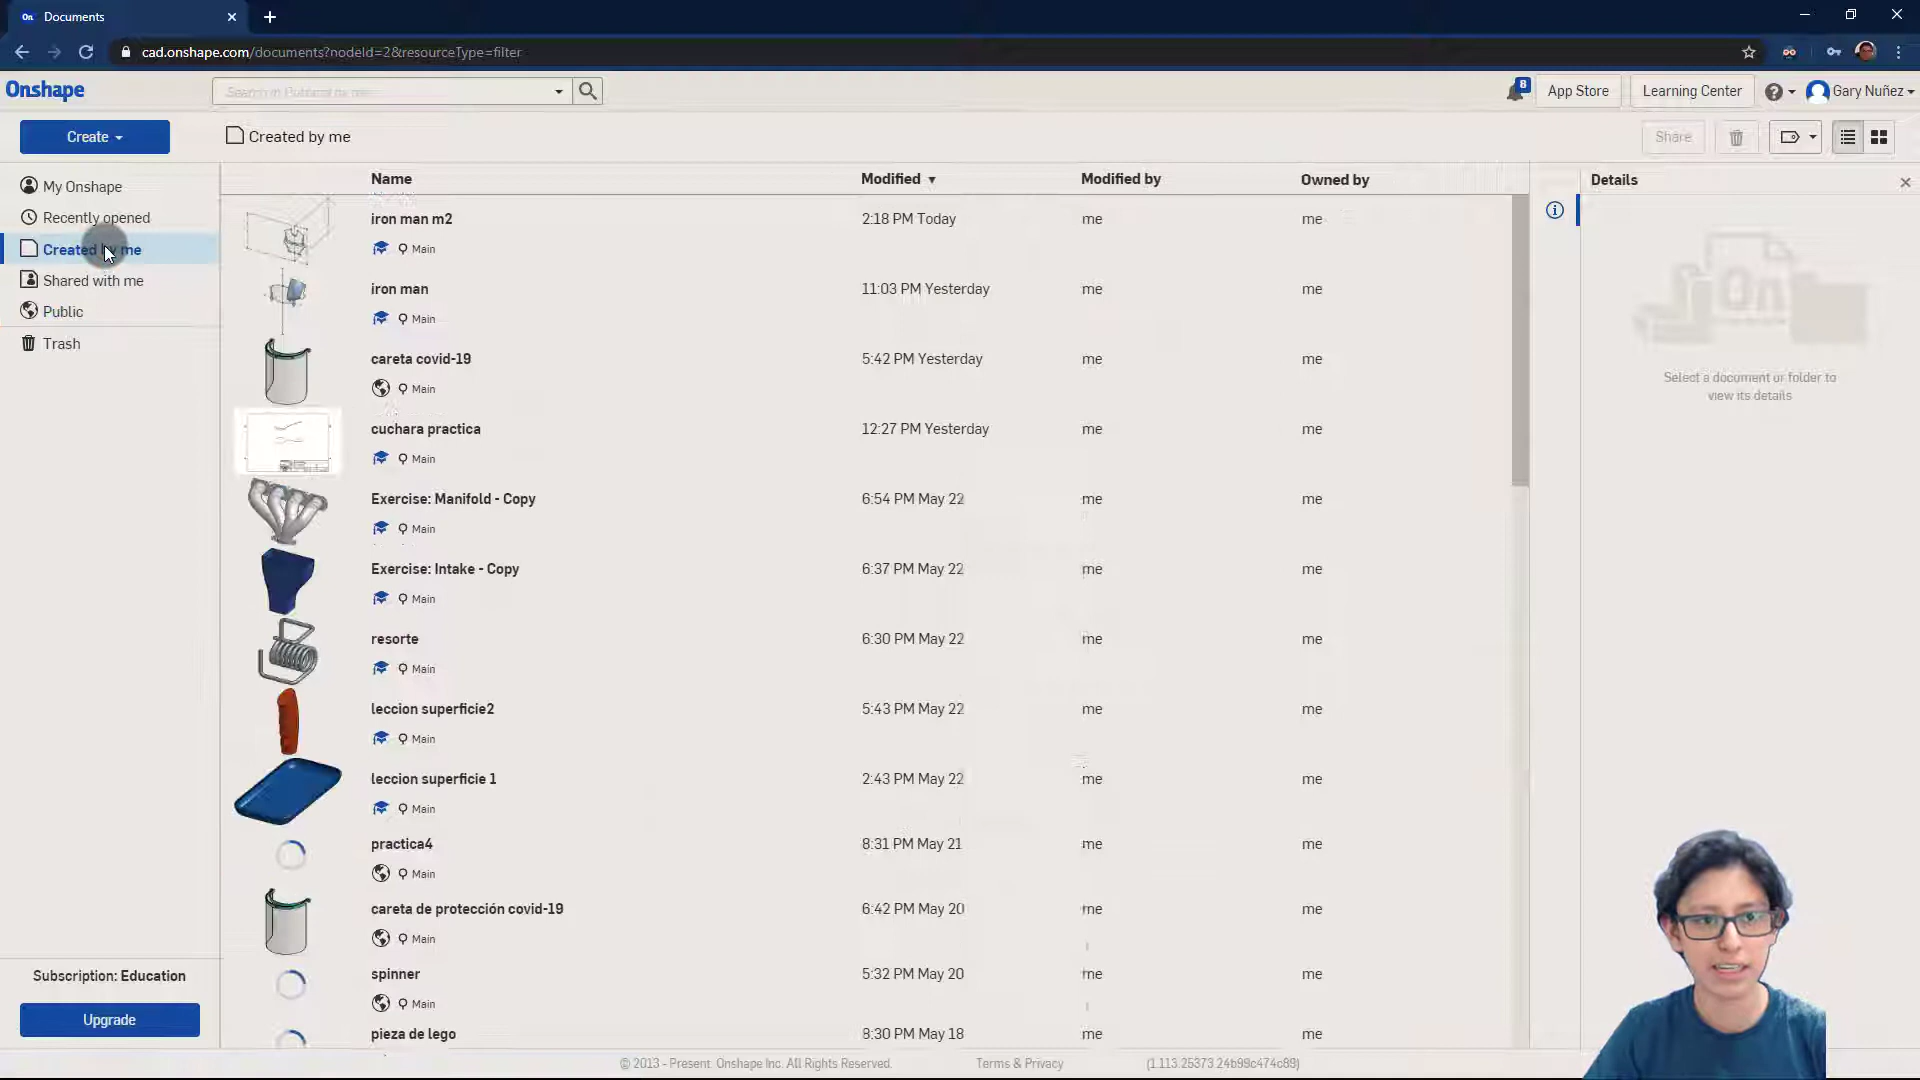 Documents
cad.onshape.com/documents?nodeId=2&resourceType=filter
Onshape
8
App Store
Learning Center
Gary Nuñez
Create
Created by me
Share
My Onshape
Recently opened
Created by me
Shared with me
Public
Trash
Name Modified Modified by Owned by
Details
iron man m2 2:18 PM Today me me
Main
iron man 11:03 PM Yesterday me me
Main
careta covid-19 5:42 PM Yesterday me me
Main
cuchara practica 12:27 PM Yesterday me me
Main
Exercise: Manifold - Copy 6:54 PM May 22 me me
Main
Exercise: Intake - Copy 6:37 PM May 22 me me
Main
resorte 6:30 PM May 22 me me
Main
leccion superficie2 5:43 PM May 22 me me
Main
leccion superficie 1 2:43 PM May 22 me me
Main
practica4 8:31 PM May 21 me me
Main
careta de protección covid-19 6:42 PM May 20 me me
Main
spinner 5:32 PM May 20 me me
Main
pieza de lego 8:30 PM May 18 me me
Select a document or folder to
view its details
Subscription: Education
Upgrade
© 2013 - Present. Onshape Inc. All Rights Reserved.
Terms & Privacy
(1.113.25373.24b99c474c89)